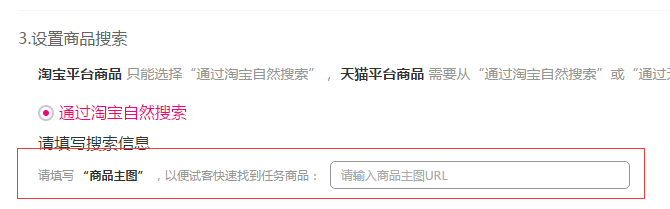 3.设置商品搜索
淘宝平台商品 只能选择“通过淘宝自然搜索”，天猫平台商品 需要从“通过淘宝自然搜索”或“通过
通过淘宝自然搜索
请填写搜索信息
请填写 “商品主图” ，以便试客快速找到任务商品： 请输入商品主图URL